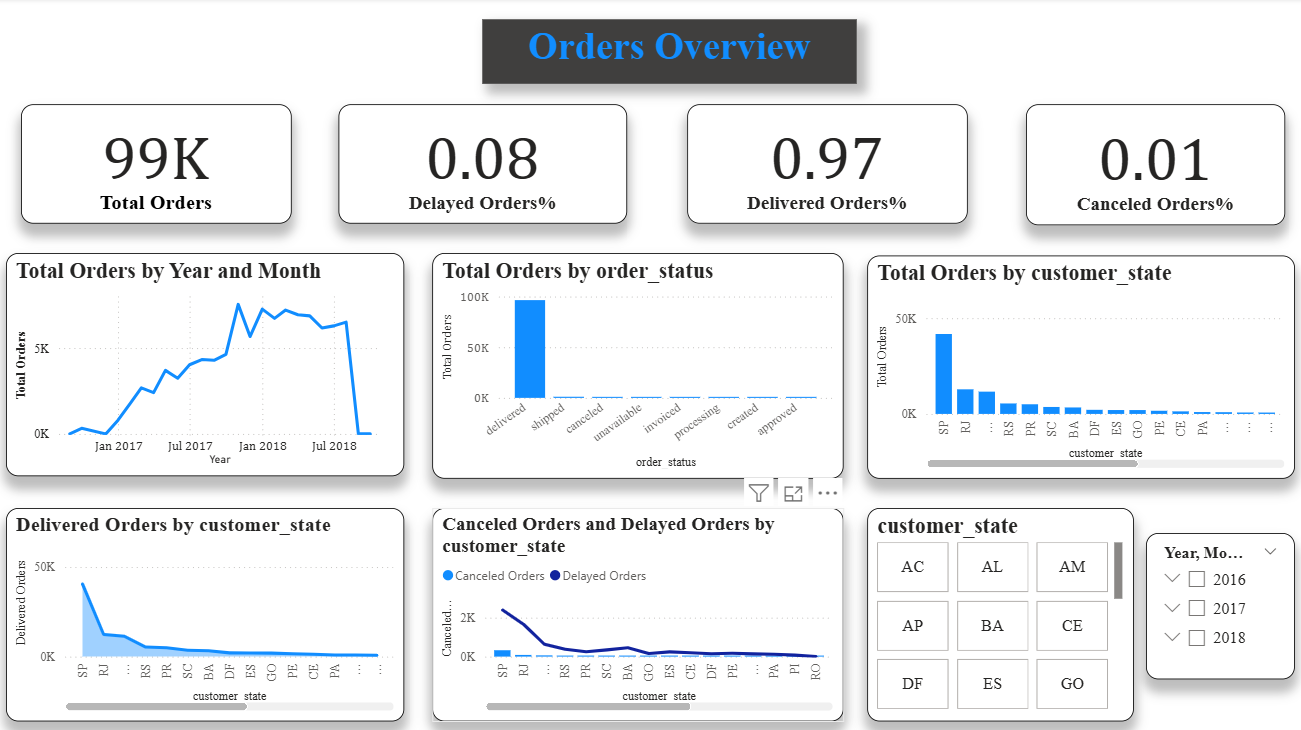 Orders Overview
99K
Total Orders
0.08
Delayed Orders%
0.97
Delivered Orders%
0.01
Canceled Orders%
Total Orders by Year and Month
Total Orders
5K
0K
Jan 2017 Jul 2017 Jan 2018 Jul 2018
Year
Total Orders by order_status
Total Orders
100K
50K
0K
delivered shipped canceled unavailable invoiced processing created approved
order_status
Total Orders by customer_state
Total Orders
50K
0K
SP RJ ... RS PR SC BA DF ES GO PE CE PA ... ... ...
customer_state
Delivered Orders by customer_state
Delivered Orders
50K
0K
SP RJ ... RS PR SC BA DF ES GO PE CE PA ... ...
customer_state
Canceled Orders and Delayed Orders by
customer_state
Canceled Orders Delayed Orders
Canceled...
2K
0K
SP RJ ... RS PR SC BA GO ES CE DF PE ... ... PA PI RO
customer_state
customer_state
AC AL AM
AP BA CE
DF ES GO
Year, Mo...
2016
2017
2018